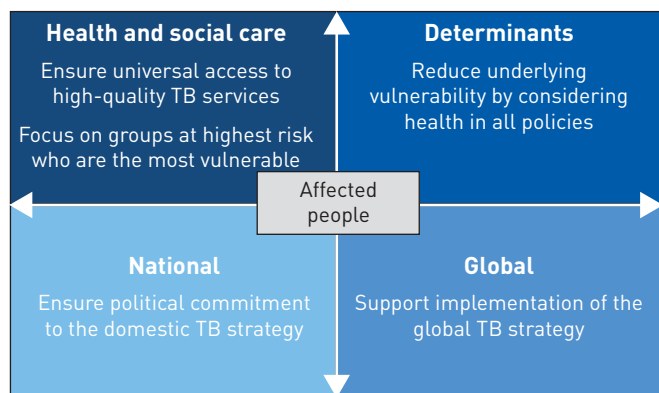 Health and social care
Ensure universal access to
high-quality TB services
Focus on groups at highest risk
who are the most vulnerable
Determinants
Reduce underlying
vulnerability by considering
health in all policies
Affected
people
National
Ensure political commitment
to the domestic TB strategy
Global
Support implementation of the
global TB strategy